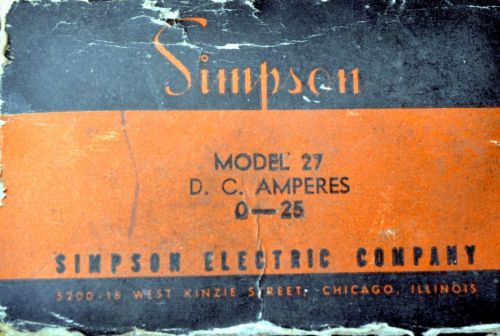 Simpson
MODEL 27
D. C. AMPERES
0—25
SIMPSON ELECTRIC COMPANY
5200-18 WEST KINZIE STREET, CHICAGO, ILLINOIS